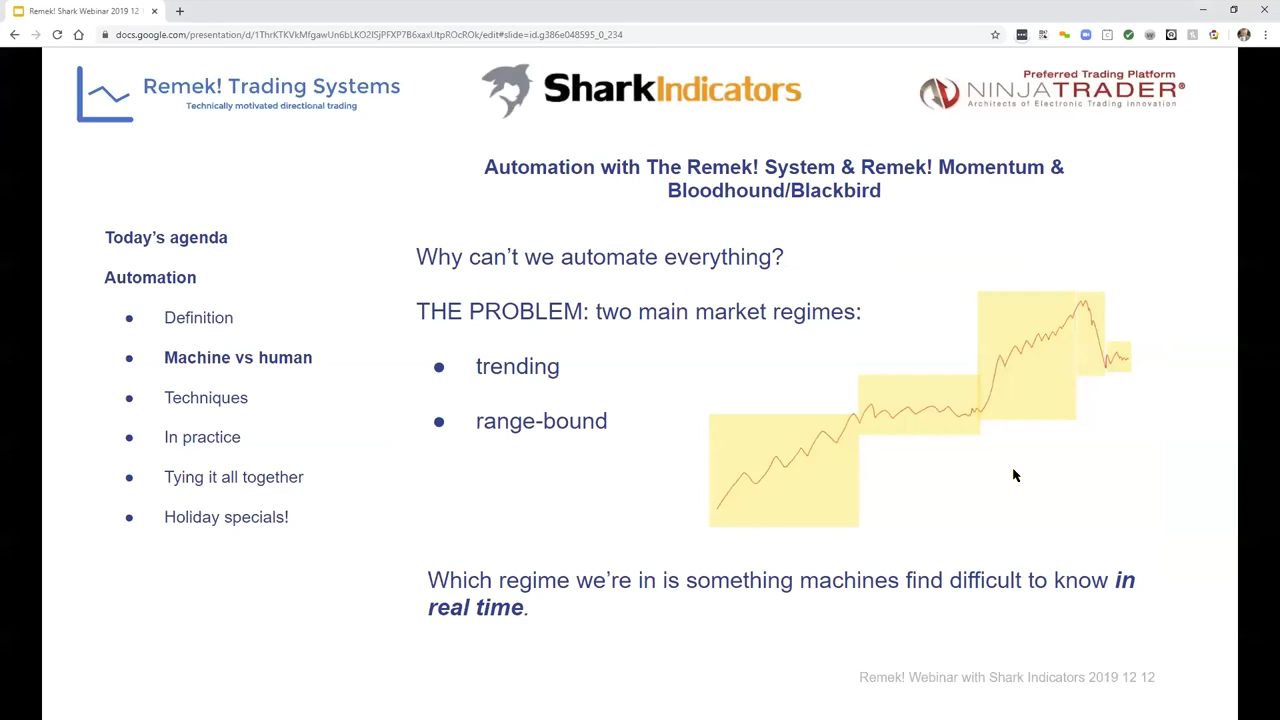 Remek! Shark Webinar 2019 12 1
docs.google.com/presentation/d/1ThrKTKVkMfgawUn6bLKO2ISjPFXP7B6xaxUtpROcROk/edit#slide=id.g386e048595_0_234
Remek! Trading Systems
Technically motivated directional trading
SharkIndicators
Preferred Trading Platform
NINJATRADER®
Architects of Electronic Trading Innovation
Automation with The Remek! System & Remek! Momentum &
Bloodhound/Blackbird
Today's agenda
Automation
● Definition
● Machine vs human
● Techniques
● In practice
● Tying it all together
● Holiday specials!
Why can't we automate everything?
THE PROBLEM: two main market regimes:
● trending
● range-bound
Which regime we're in is something machines find difficult to know in
real time.
Remek! Webinar with Shark Indicators 2019 12 12